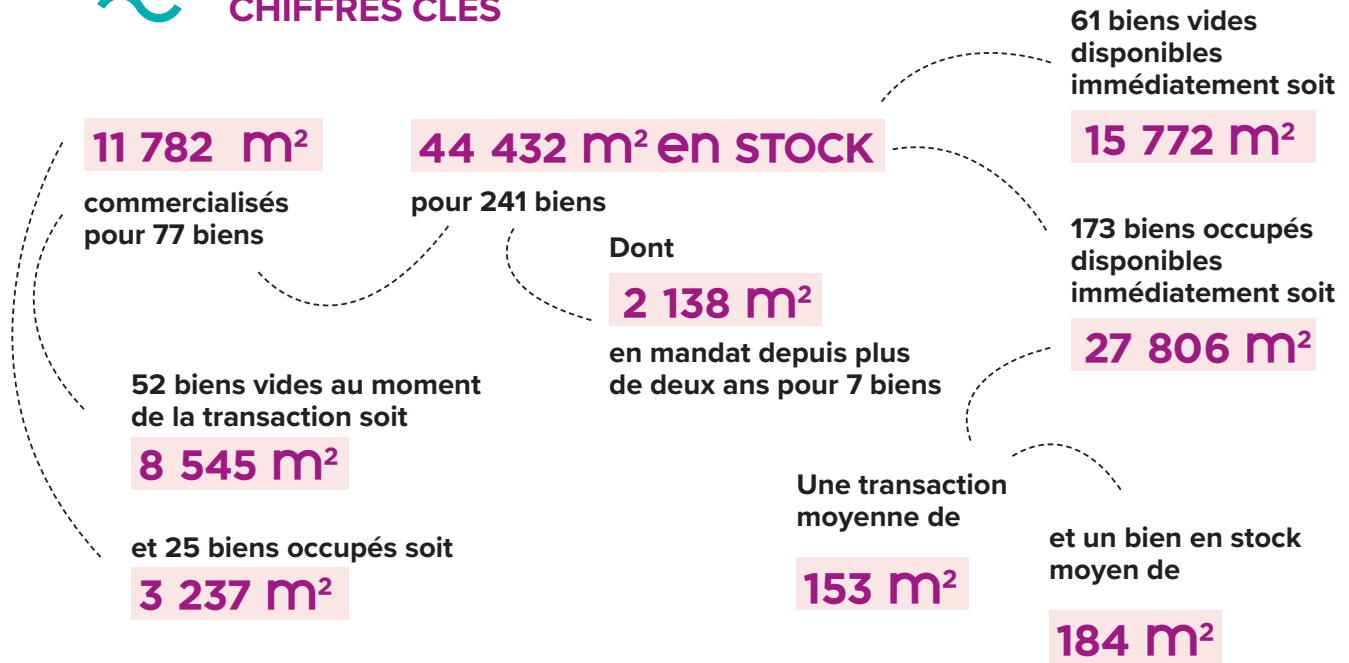 CHIFFRES CLÉS
11 782 m²
commercialisés
pour 77 biens
52 biens vides au moment
de la transaction soit
8 545 m²
et 25 biens occupés soit
3 237 m²
44 432 m² en STOCK
pour 241 biens
Dont
2 138 m²
en mandat depuis plus
de deux ans pour 7 biens
61 biens vides
disponibles
immédiatement soit
15 772 m²
173 biens occupés
disponibles
immédiatement soit
27 806 m²
Une transaction
moyenne de
153 m²
et un bien en stock
moyen de
184 m²